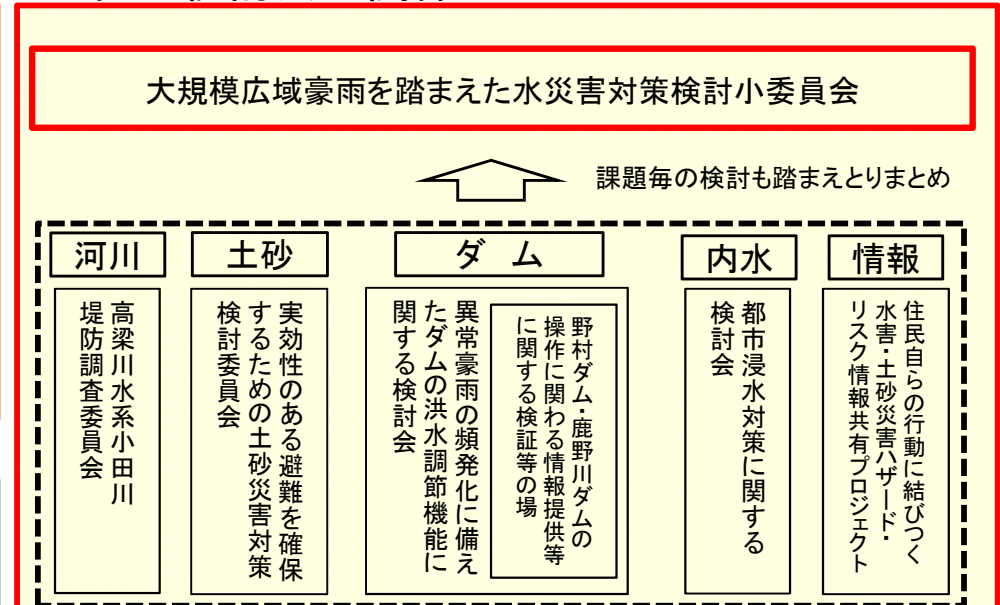 大規模広域豪雨を踏まえた水災害対策検討小委員会
課題毎の検討も踏まえとりまとめ
河川
高梁川水系小田川
堤防調査委員会
土砂
実効性のある避難を確保
するための土砂災害対策
検討委員会
ダム
異常豪雨の頻発化に備え
たダムの洪水調節機能に
関する検討会
野村ダム・鹿野川ダムの
操作に関わる情報提供等
に関する検証等の場
内水
都市浸水対策に関する
検討会
情報
住民自らの行動に結びつく
水害・土砂災害ハザード・
リスク情報共有プロジェクト